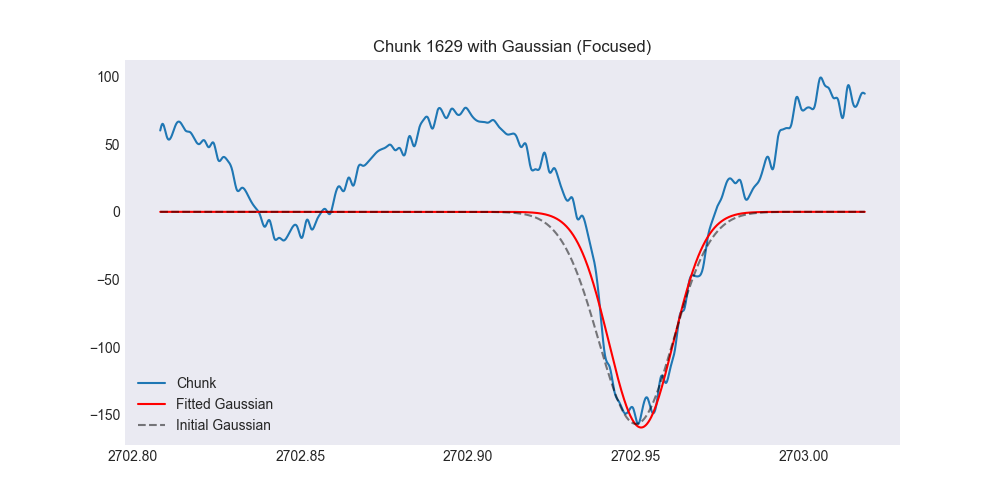 Chunk 1629 with Gaussian (Focused)
100
50
0
−50
−100
−150
Chunk
Fitted Gaussian
Initial Gaussian
2702.80 2702.85 2702.90 2702.95 2703.00